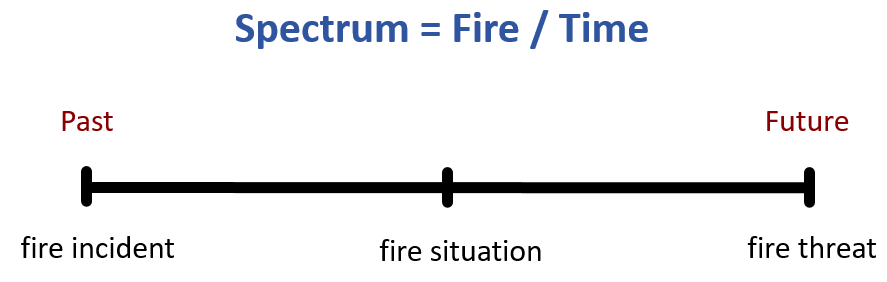 Spectrum = Fire / Time
Past Future
fire incident fire situation fire threat